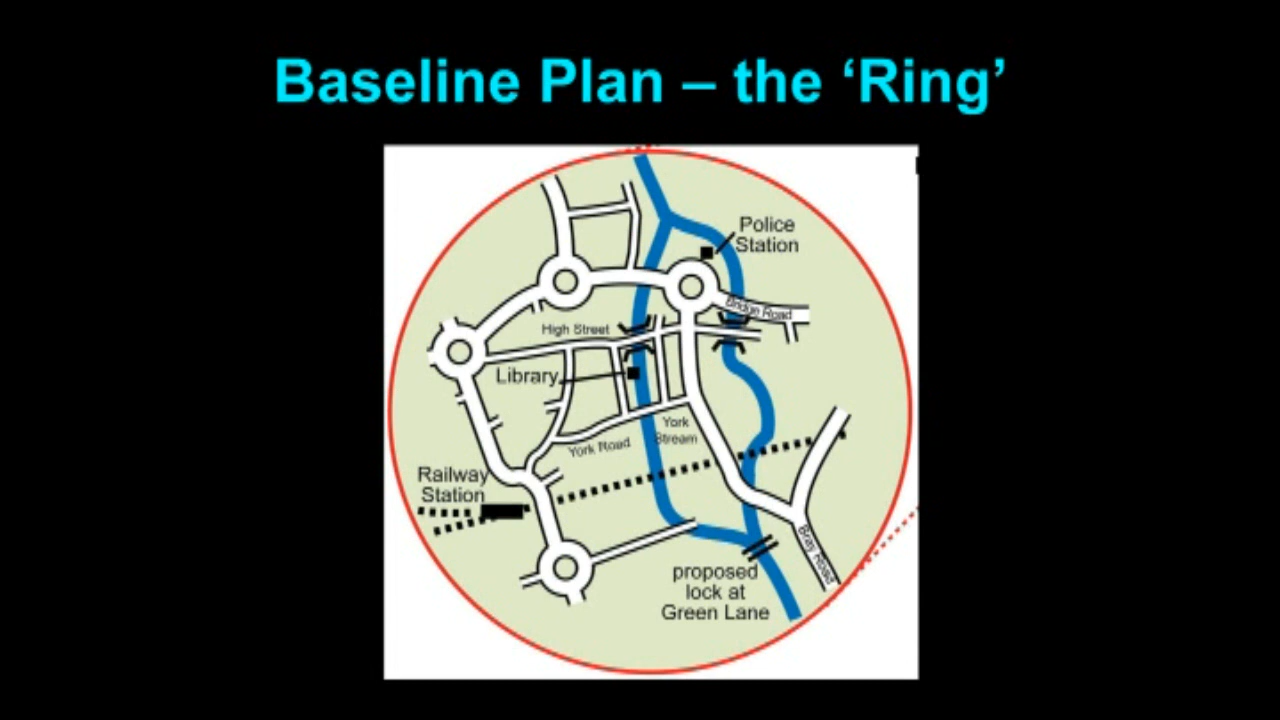 Baseline Plan – the ‘Ring’
Police
Station
Bridge Road
High Street
Library
York
Stream
York Road
Railway
Station
Bray Road
proposed
lock at
Green Lane